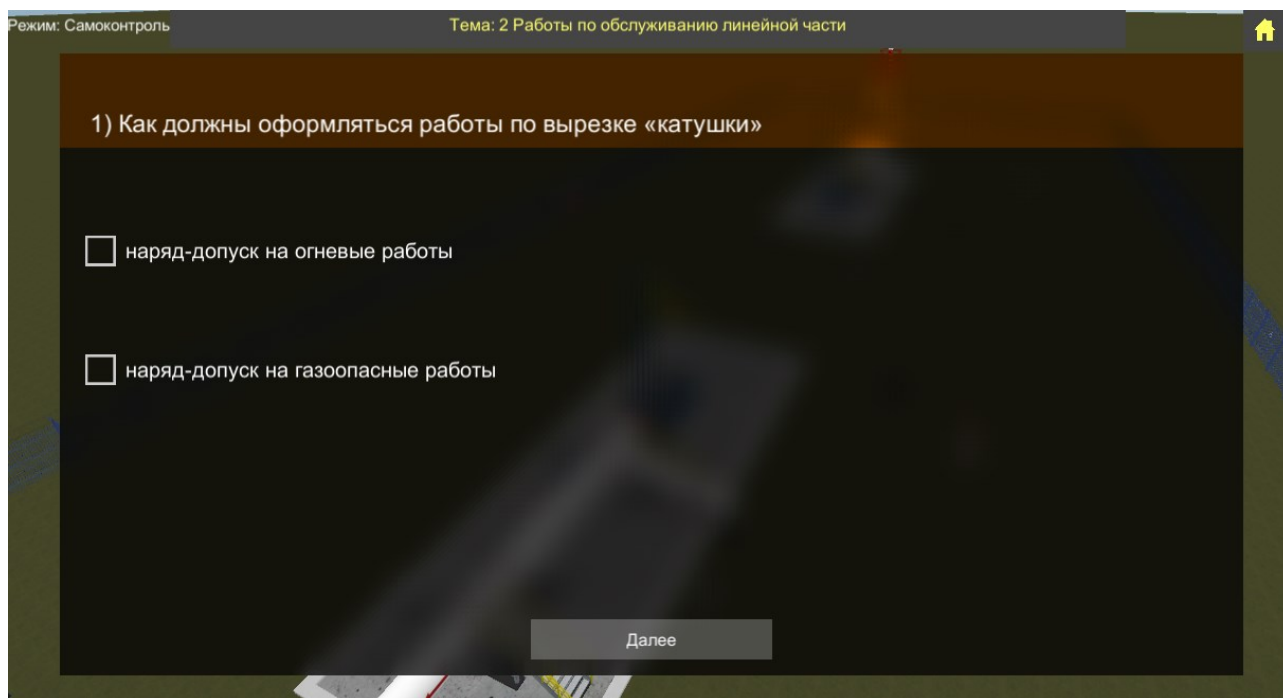 Режим: Самоконтроль
Тема: 2 Работы по обслуживанию линейной части
1) Как должны оформляться работы по вырезке «катушки»
наряд-допуск на огневые работы
наряд-допуск на газоопасные работы
Далее